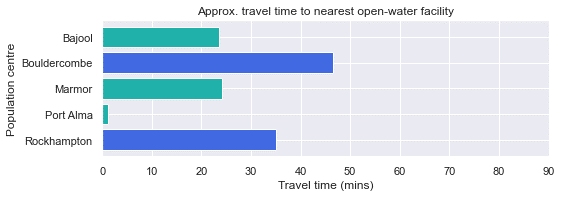 Approx. travel time to nearest open-water facility
Population centre
Bajool
Bouldercombe
Marmor
Port Alma
Rockhampton
0 10 20 30 40 50 60 70 80 90
Travel time (mins)